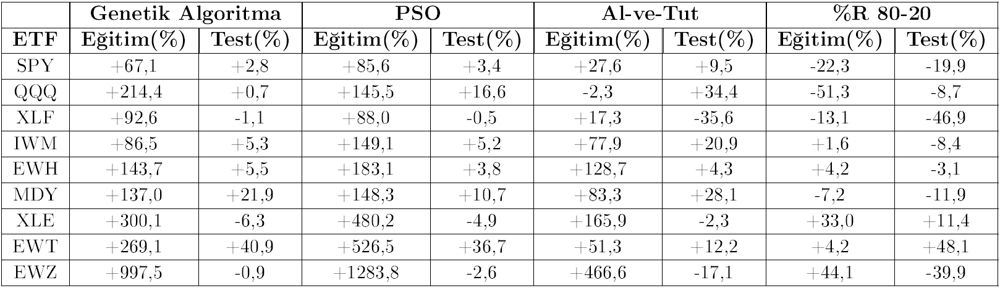 Genetik Algoritma PSO Al-ve-Tut %R 80-20
ETF Eğitim(%) Test(%) Eğitim(%) Test(%) Eğitim(%) Test(%) Eğitim(%) Test(%)
SPY +67,1 +2,8 +85,6 +3,4 +27,6 +9,5 -22,3 -19,9
QQQ +214,4 +0,7 +145,5 +16,6 -2,3 +34,4 -51,3 -8,7
XLF +92,6 -1,1 +88,0 -0,5 +17,3 -35,6 -13,1 -46,9
IWM +86,5 +5,3 +149,1 +5,2 +77,9 +20,9 +1,6 -8,4
EWH +143,7 +5,5 +183,1 +3,8 +128,7 +4,3 +4,2 -3,1
MDY +137,0 +21,9 +148,3 +10,7 +83,3 +28,1 -7,2 -11,9
XLE +300,1 -6,3 +480,2 -4,9 +165,9 -2,3 +33,0 +11,4
EWT +269,1 +40,9 +526,5 +36,7 +51,3 +12,2 +4,2 +48,1
EWZ +997,5 -0,9 +1283,8 -2,6 +466,6 -17,1 +44,1 -39,9